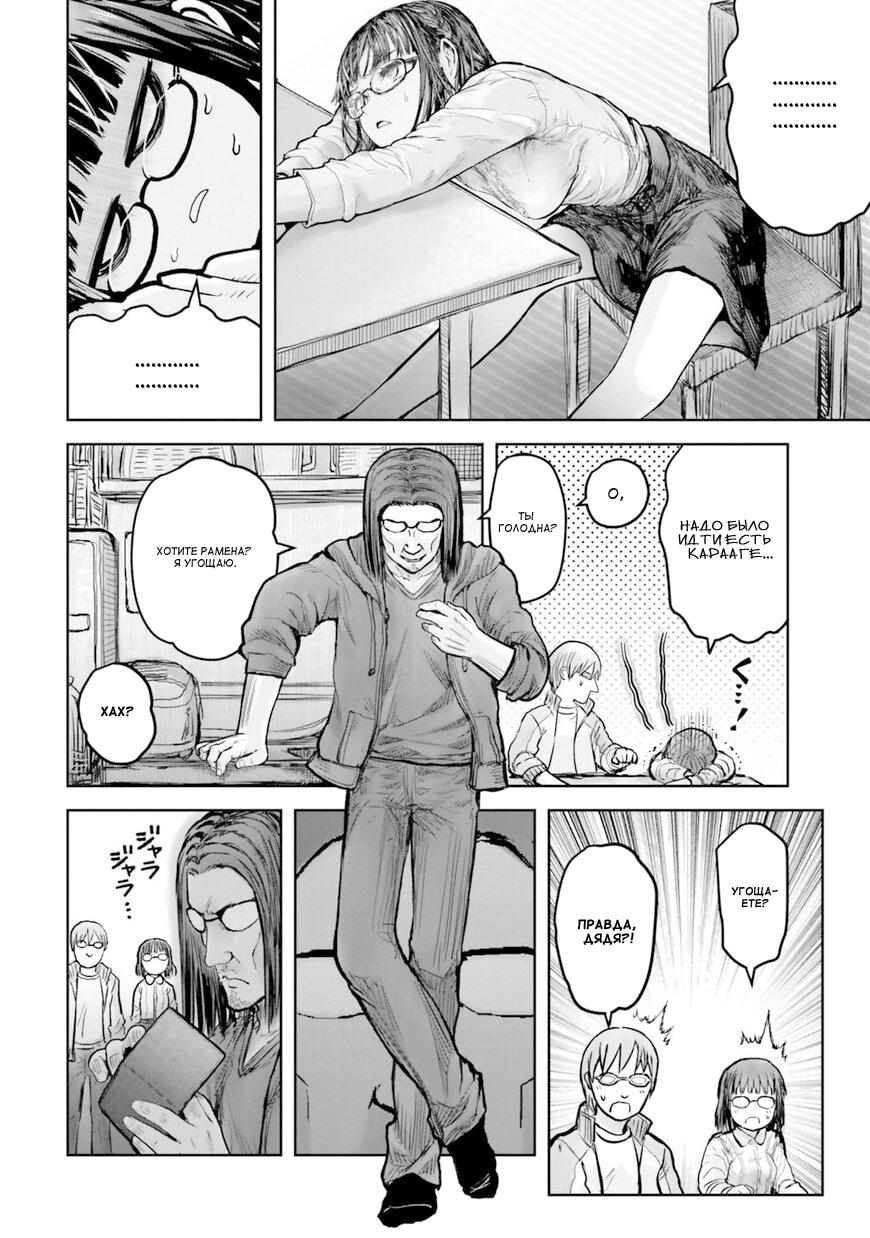 .............
.............
.............
.............
.............
НАДО БЫЛО
ИДТИ ЕСТЬ
КАРААГЕ...
О,
ТЫ
ГОЛОДНА?
く〜!
ХОТИТЕ РАМЕНА?
Я УГОЩАЮ.
ХАХ?
УГОЩА-
ЕТЕ?
ПРАВДА,
ДЯДЯ?!
ジャラ
ジャラ…